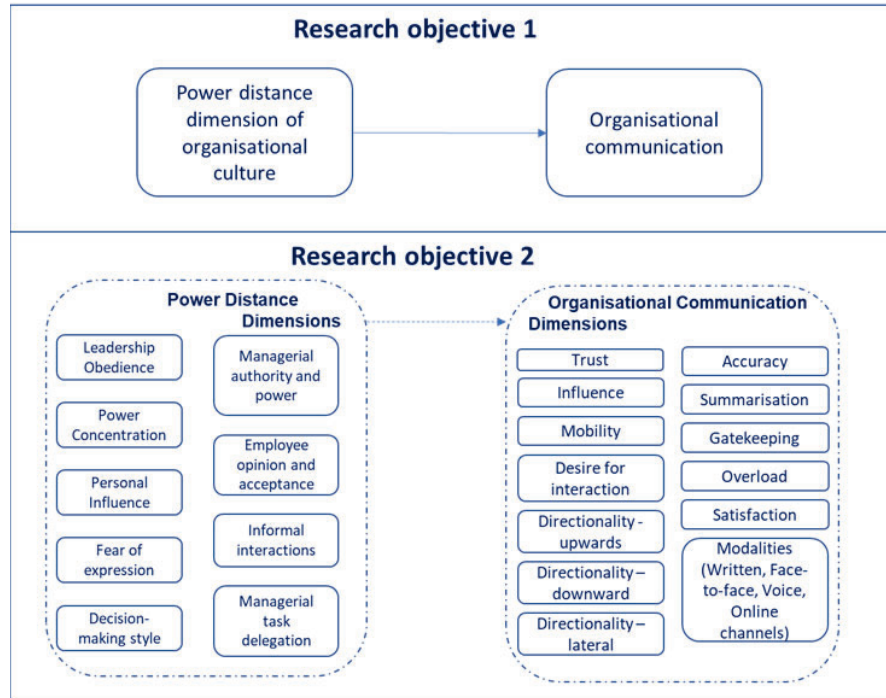 Research objective 1
Power distance
dimension of
organisational
culture
Organisational
communication
Research objective 2
Power Distance
Dimensions
Leadership
Obedience
Power
Concentration
Personal
Influence
Fear of
expression
Decision-
making style
Managerial
authority and
power
Employee
opinion and
acceptance
Informal
interactions
Managerial
task
delegation
Organisational Communication
Dimensions
Trust
Influence
Mobility
Desire for
interaction
Directionality -
upwards
Directionality –
downward
Directionality –
lateral
Accuracy
Summarisation
Gatekeeping
Overload
Satisfaction
Modalities
(Written, Face-
to-face, Voice,
Online
channels)